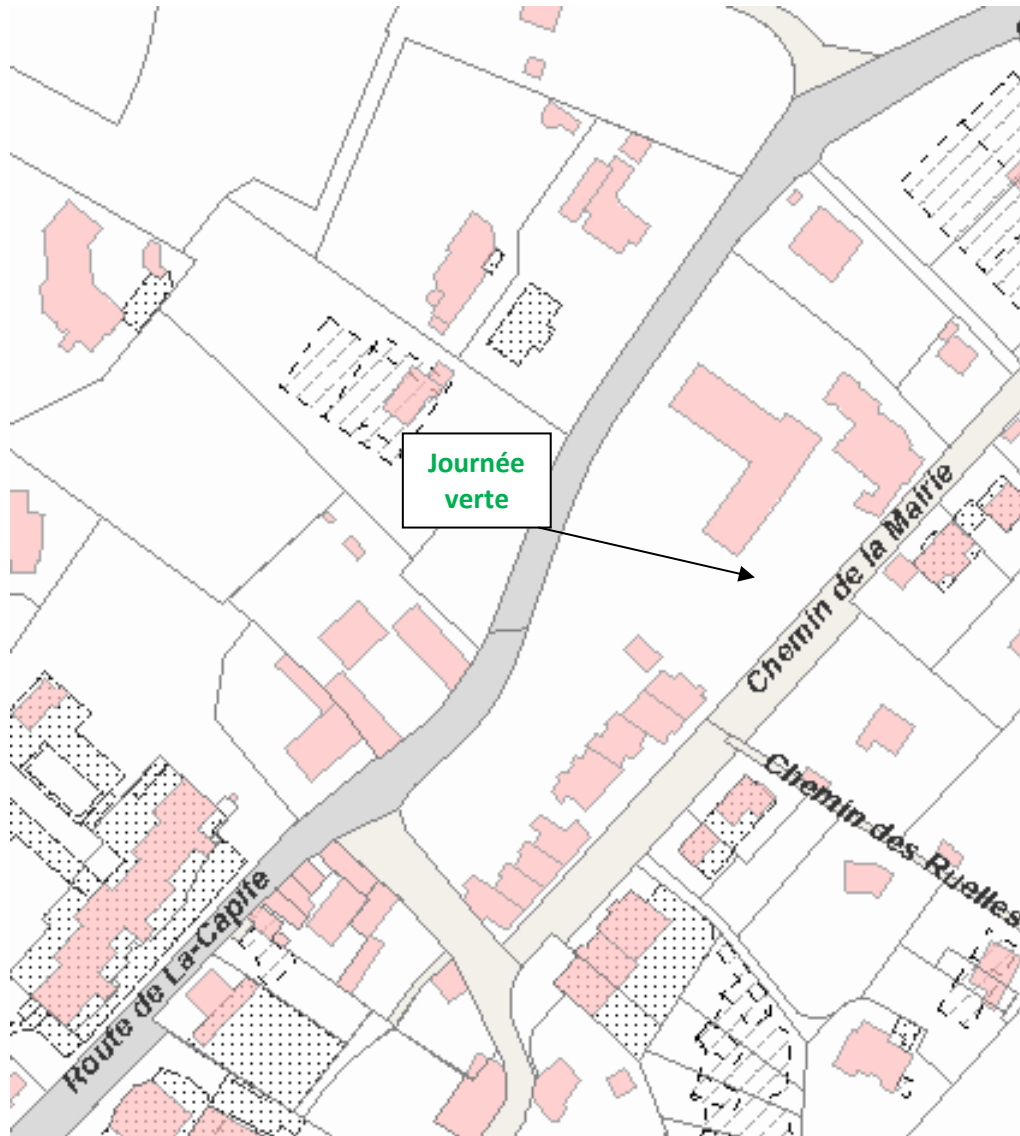 Journée
verte
Chemin de la Mairie
Chemin des Ruelles
Route de La-Capite